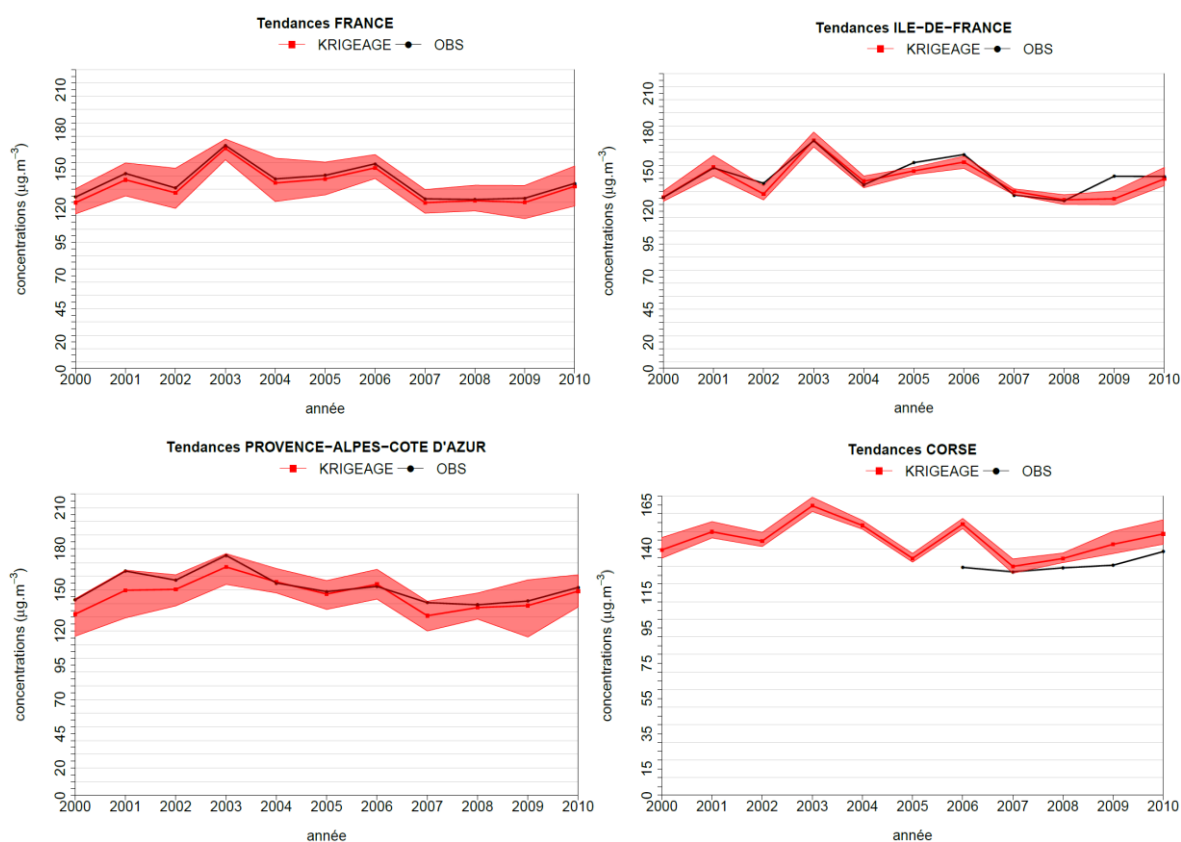 Tendances FRANCE
KRIGEAGE OBS
concentrations (µg.m⁻³)
210
180
150
120
95
70
45
20
0
2000 2001 2002 2003 2004 2005 2006 2007 2008 2009 2010
année
Tendances ILE−DE−FRANCE
KRIGEAGE OBS
concentrations (µg.m⁻³)
210
180
150
120
95
70
45
20
0
2000 2001 2002 2003 2004 2005 2006 2007 2008 2009 2010
année
Tendances PROVENCE−ALPES−COTE D'AZUR
KRIGEAGE OBS
concentrations (µg.m⁻³)
210
180
150
120
95
70
45
20
0
2000 2001 2002 2003 2004 2005 2006 2007 2008 2009 2010
année
Tendances CORSE
KRIGEAGE OBS
concentrations (µg.m⁻³)
165
140
115
95
75
55
35
15
0
2000 2001 2002 2003 2004 2005 2006 2007 2008 2009 2010
année